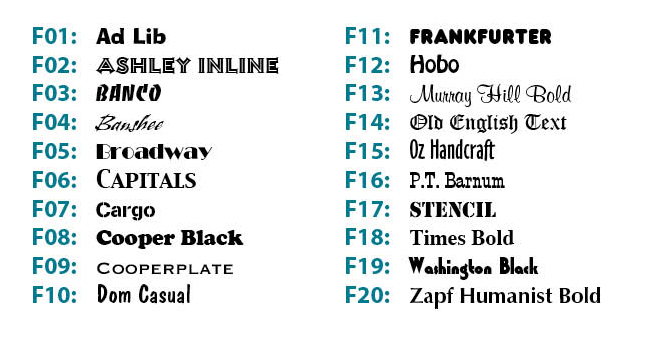 F01: Ad Lib
F02: ASHLEY INLINE
F03: BANCO
F04: Banshee
F05: Broadway
F06: CAPITALS
F07: Cargo
F08: Cooper Black
F09: COOPERPLATE
F10: Dom Casual
F11: FRANKFURTER
F12: Hobo
F13: Murray Hill Bold
F14: Old English Text
F15: Oz Handcraft
F16: P.T. Barnum
F17: STENCIL
F18: Times Bold
F19: Washington Black
F20: Zapf Humanist Bold